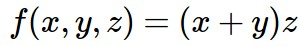 f(x, y, z) = (x + y)z